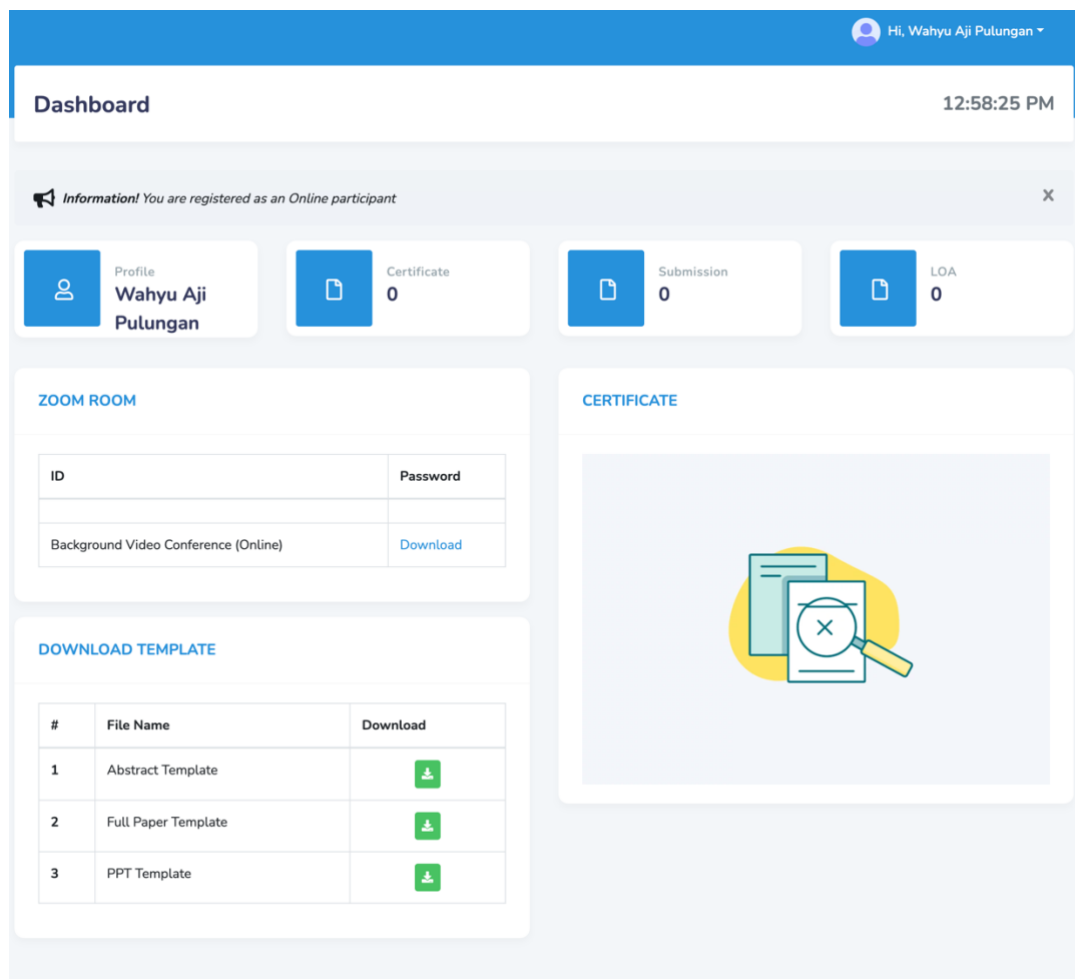 Hi, Wahyu Aji Pulungan
Dashboard
12:58:25 PM
Information! You are registered as an Online participant
x
Profile
Wahyu Aji
Pulungan
Certificate
0
Submission
0
LOA
0
ZOOM ROOM
ID Password
Background Video Conference (Online) Download
DOWNLOAD TEMPLATE
# File Name Download
1 Abstract Template
2 Full Paper Template
3 PPT Template
CERTIFICATE